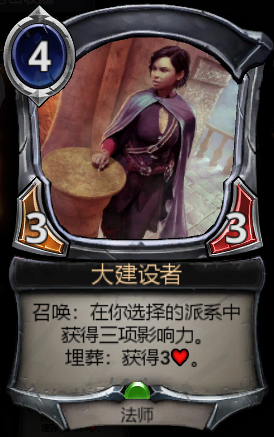 4
3
3
大建设者
召唤：在你选择的派系中
获得三项影响力。
埋葬：获得3♥。
法师